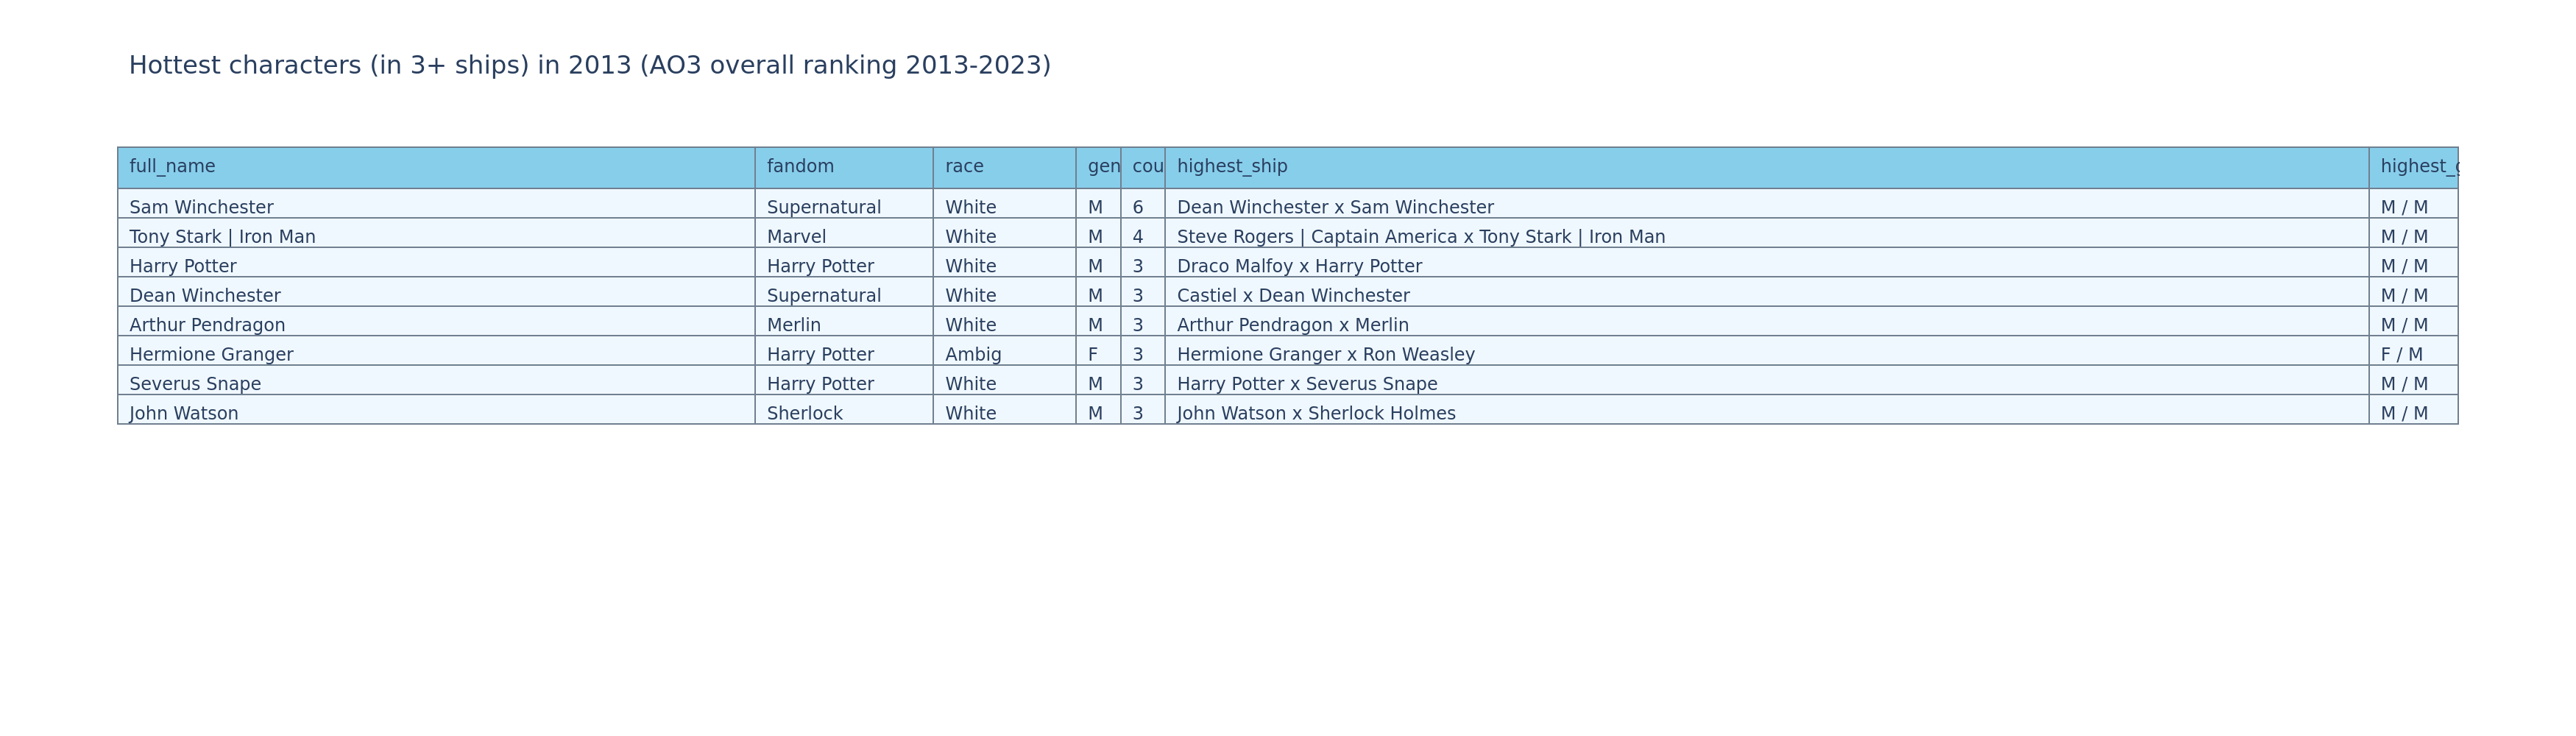 Hottest characters (in 3+ ships) in 2013 (AO3 overall ranking 2013-2023)
full_name fandom race gen cou highest_ship highest_g
Sam Winchester Supernatural White M 6 Dean Winchester x Sam Winchester M / M
Tony Stark | Iron Man Marvel White M 4 Steve Rogers | Captain America x Tony Stark | Iron Man M / M
Harry Potter Harry Potter White M 3 Draco Malfoy x Harry Potter M / M
Dean Winchester Supernatural White M 3 Castiel x Dean Winchester M / M
Arthur Pendragon Merlin White M 3 Arthur Pendragon x Merlin M / M
Hermione Granger Harry Potter Ambig F 3 Hermione Granger x Ron Weasley F / M
Severus Snape Harry Potter White M 3 Harry Potter x Severus Snape M / M
John Watson Sherlock White M 3 John Watson x Sherlock Holmes M / M